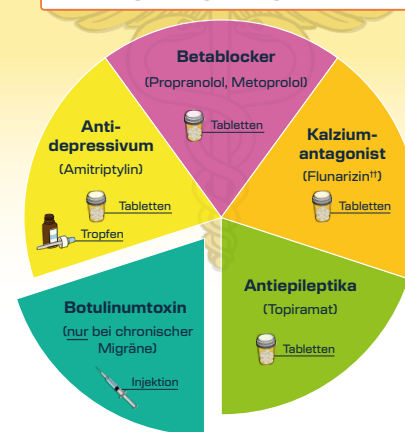 Betablocker
(Propranolol, Metoprolol)
Tabletten
Anti-
depressivum
(Amitriptylin)
Tabletten
Tropfen
Kalzium-
antagonist
(Flunarizin††)
Tabletten
Botulinumtoxin
(nur bei chronischer
Migräne)
Injektion
Antiepileptika
(Topiramat)
Tabletten